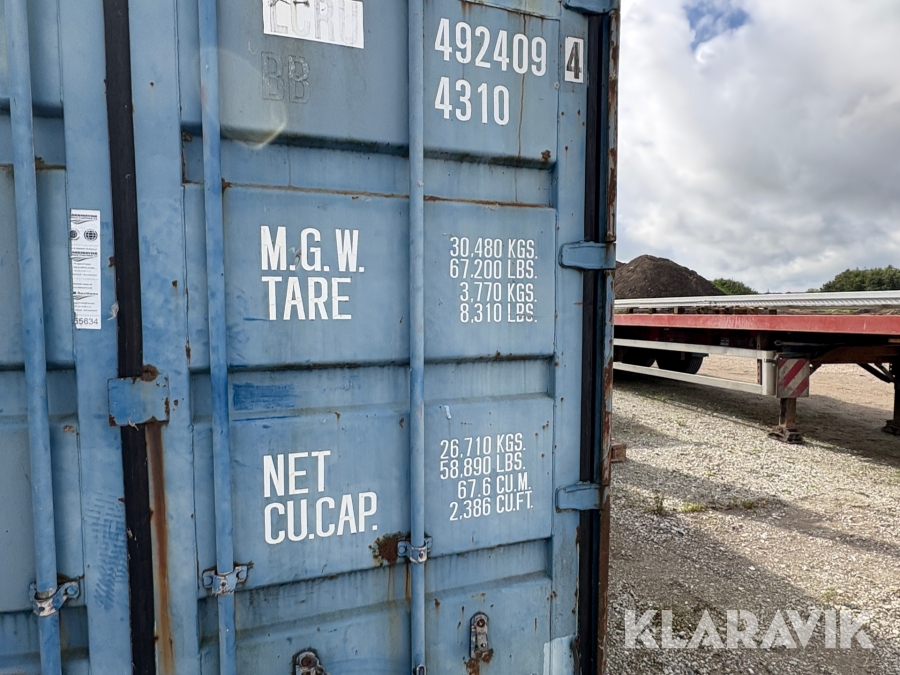 492409 4
BB
4310
M.G.W. 30,480 KGS.
67,200 LBS.
TARE 3,770 KGS.
8,310 LBS.
NET 26,710 KGS.
58,890 LBS.
CU.CAP. 67.6 CU.M.
2,386 CU.FT.
KLARAVIK